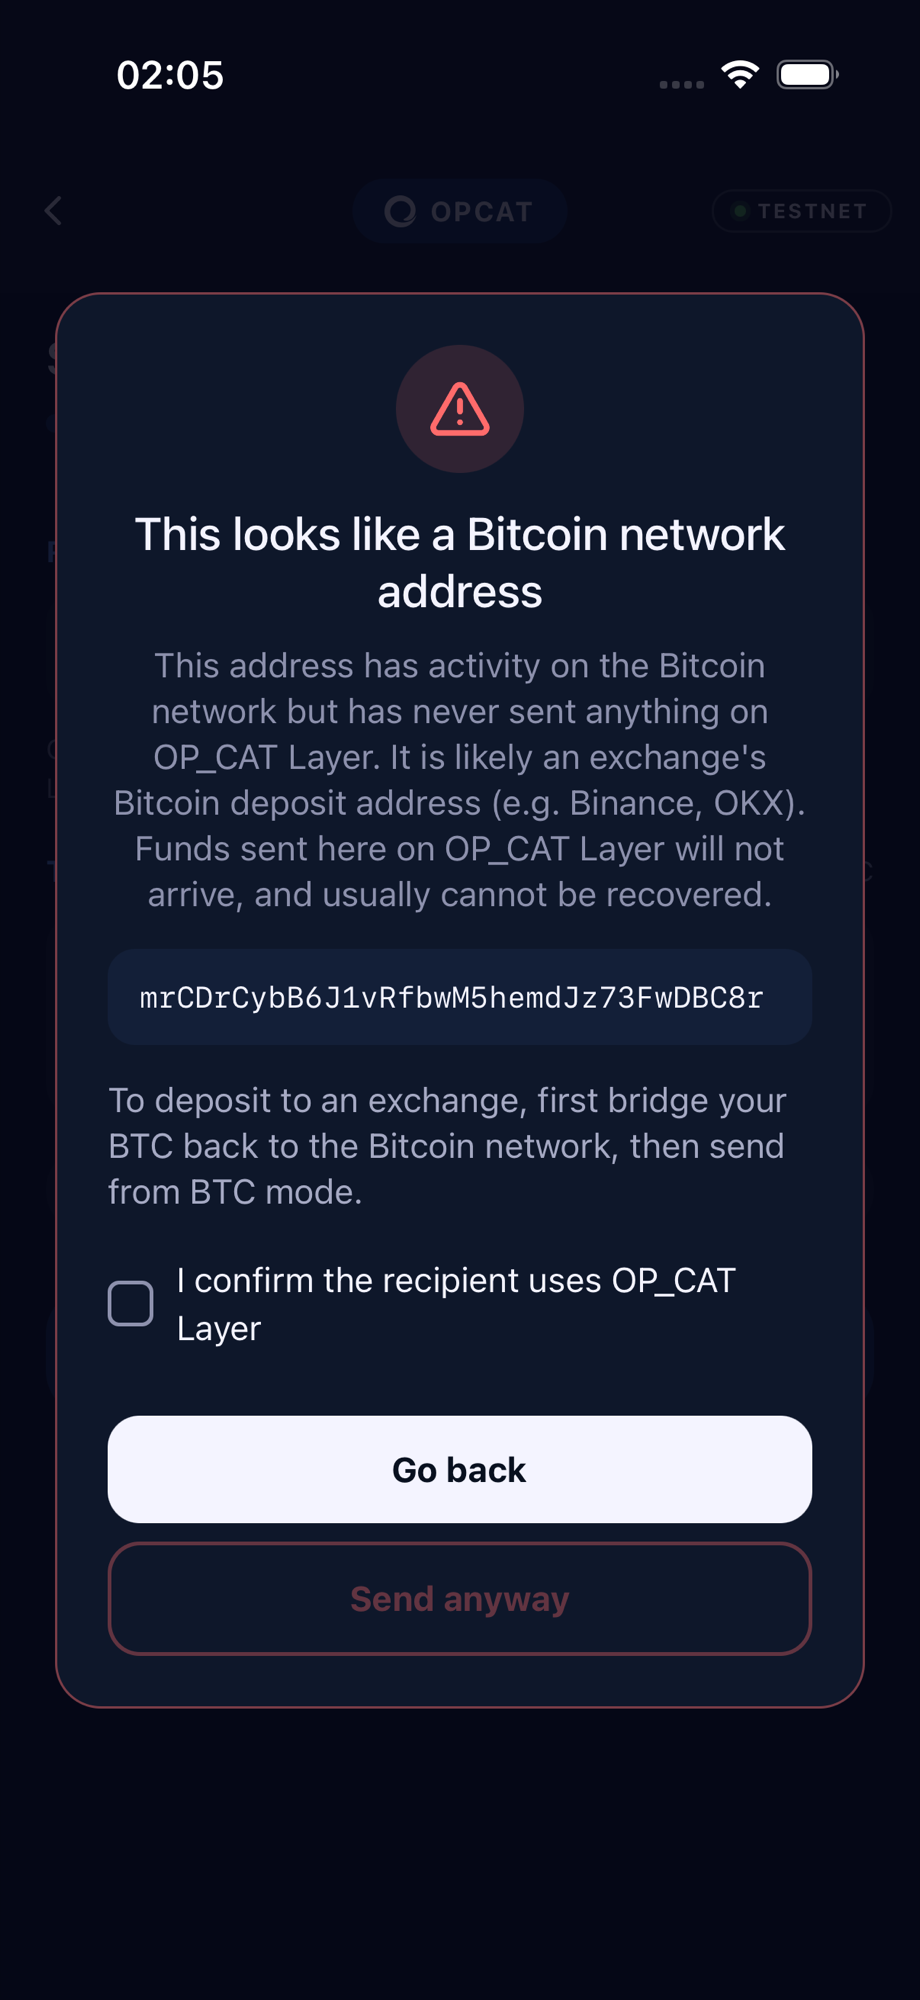 02:05
OPCAT
TESTNET
This looks like a Bitcoin network
address
This address has activity on the Bitcoin
network but has never sent anything on
OP_CAT Layer. It is likely an exchange's
Bitcoin deposit address (e.g. Binance, OKX).
Funds sent here on OP_CAT Layer will not
arrive, and usually cannot be recovered.
mrCDrCybB6J1vRfbwM5hemdJz73FwDBC8r
To deposit to an exchange, first bridge your
BTC back to the Bitcoin network, then send
from BTC mode.
I confirm the recipient uses OP_CAT
Layer
Go back
Send anyway